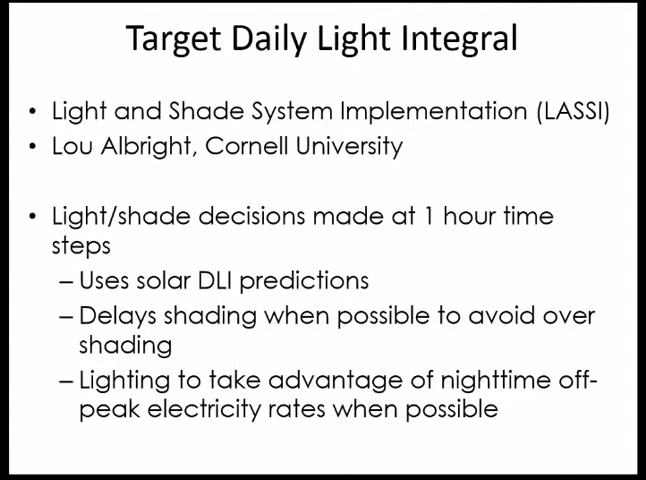 Target Daily Light Integral
• Light and Shade System Implementation (LASSI)
• Lou Albright, Cornell University
• Light/shade decisions made at 1 hour time
steps
– Uses solar DLI predictions
– Delays shading when possible to avoid over
shading
– Lighting to take advantage of nighttime off-
peak electricity rates when possible